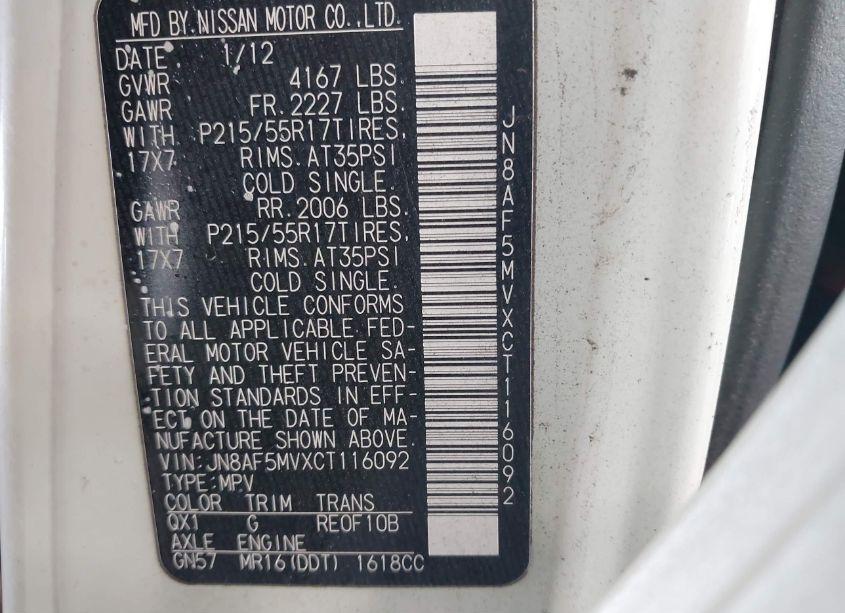 MFD BY NISSAN MOTOR CO.,LTD.
DATE: 1/12
GVWR 4167 LBS.
GAWR FR. 2227 LBS.
WITH P215/55R17TIRES,
17X7 RIMS. AT35PSI
COLD SINGLE.
GAWR RR. 2006 LBS.
WITH P215/55R17TIRES,
17X7 RIMS. AT35PSI
COLD SINGLE.
THIS VEHICLE CONFORMS
TO ALL APPLICABLE FED-
ERAL MOTOR VEHICLE SA-
FETY AND THEFT PREVEN-
TION STANDARDS IN EFF-
ECT ON THE DATE OF MA-
NUFACTURE SHOWN ABOVE.
VIN:JN8AF5MVXCT116092
TYPE:MPV
COLOR TRIM TRANS
QX1 G RE0F10B
AXLE ENGINE
GN57 MR16(DDT) 1618CC
JN8AF5MVXCT116092